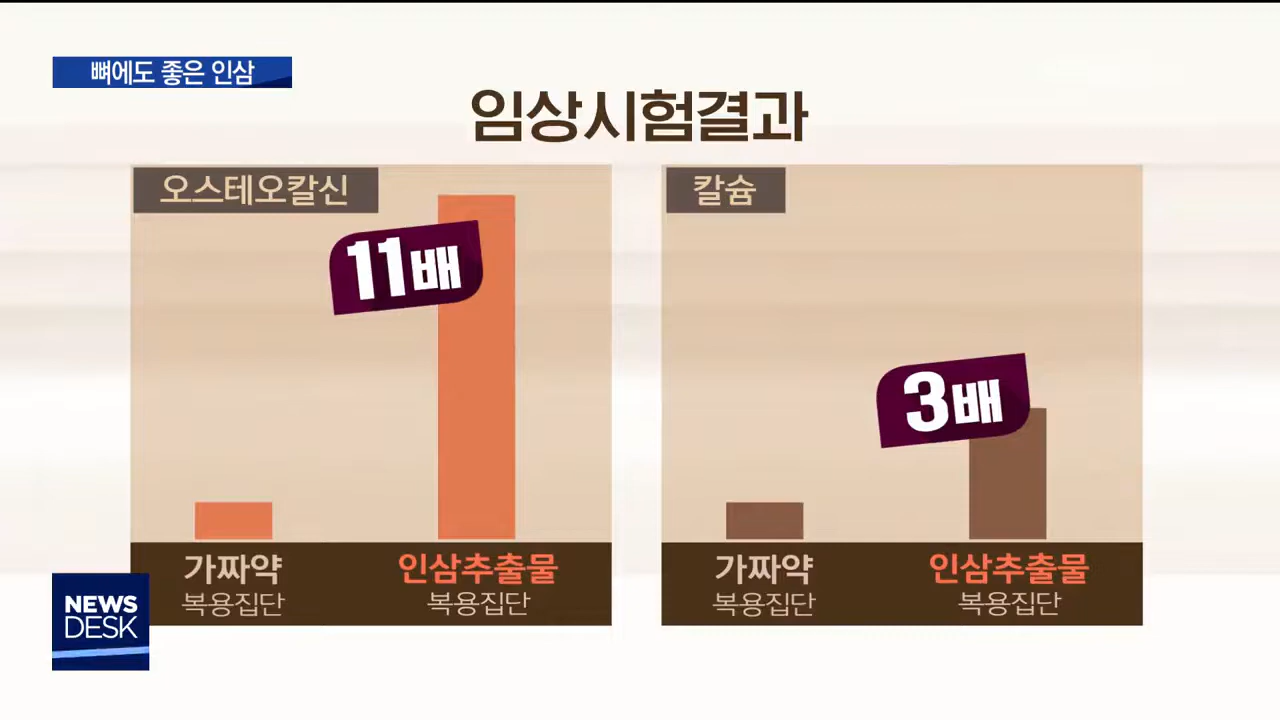 뼈에도 좋은 인삼
임상시험결과
오스테오칼신
11배
가짜약
복용집단
인삼추출물
복용집단
칼슘
3배
가짜약
복용집단
인삼추출물
복용집단
NEWS
DESK